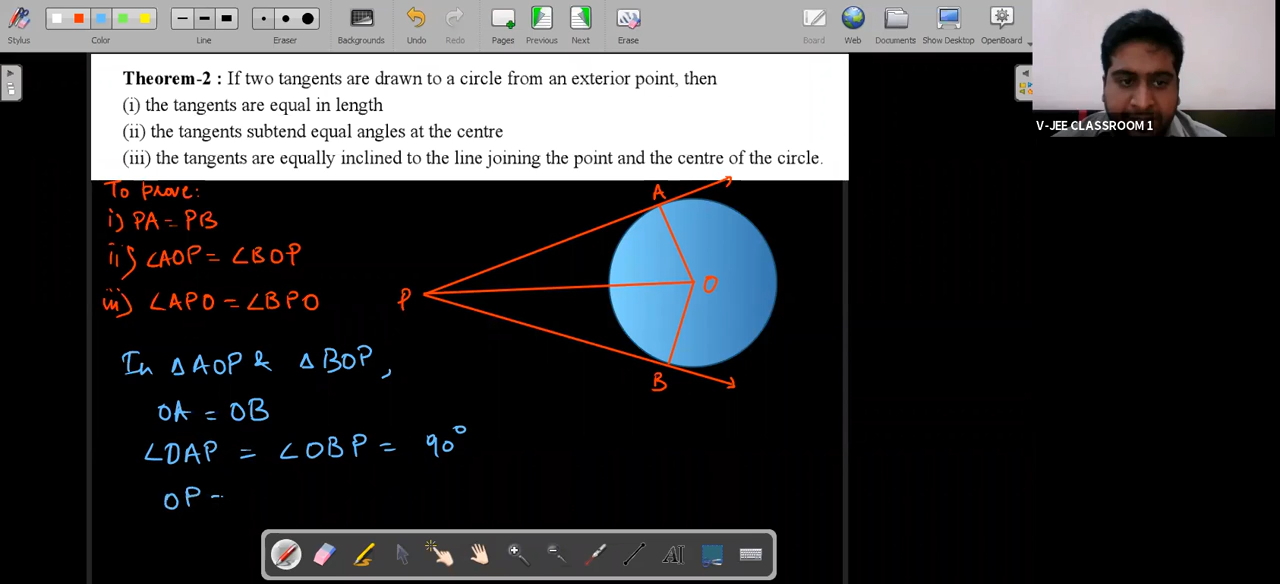 Stylus Color Line Eraser Backgrounds Undo Redo Pages Previous Next Erase Board Web Documents Show Desktop OpenBoard
V-JEE CLASSROOM 1
Theorem-2 : If two tangents are drawn to a circle from an exterior point, then
(i) the tangents are equal in length
(ii) the tangents subtend equal angles at the centre
(iii) the tangents are equally inclined to the line joining the point and the centre of the circle.
To prove:
i) PA = PB
ii) ∠AOP = ∠BOP
iii) ∠APO = ∠BPO
A
P
O
B
In ΔAOP & ΔBOP,
OA = OB
∠OAP = ∠OBP = 90°
OP -
AI